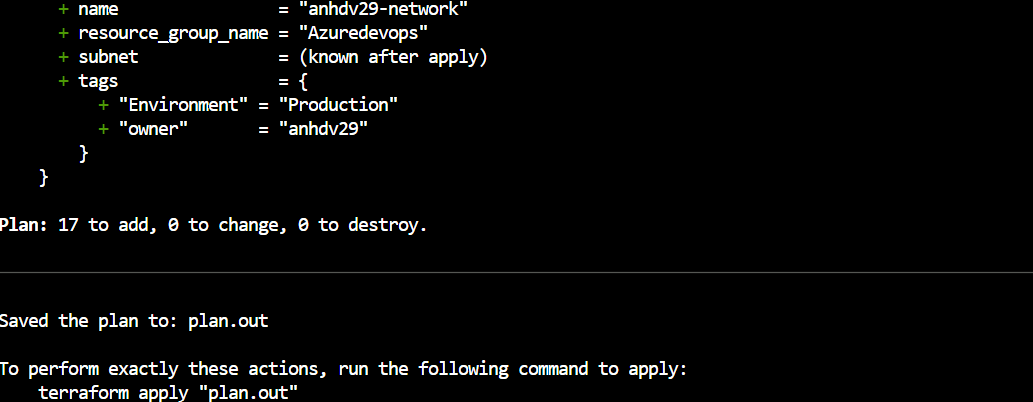 + name                = "anhdv29-network"
+ resource_group_name = "Azuredevops"
+ subnet              = (known after apply)
+ tags                = {
+ "Environment" = "Production"
+ "owner"       = "anhdv29"
}
}
Plan: 17 to add, 0 to change, 0 to destroy.
Saved the plan to: plan.out
To perform exactly these actions, run the following command to apply:
terraform apply "plan.out"